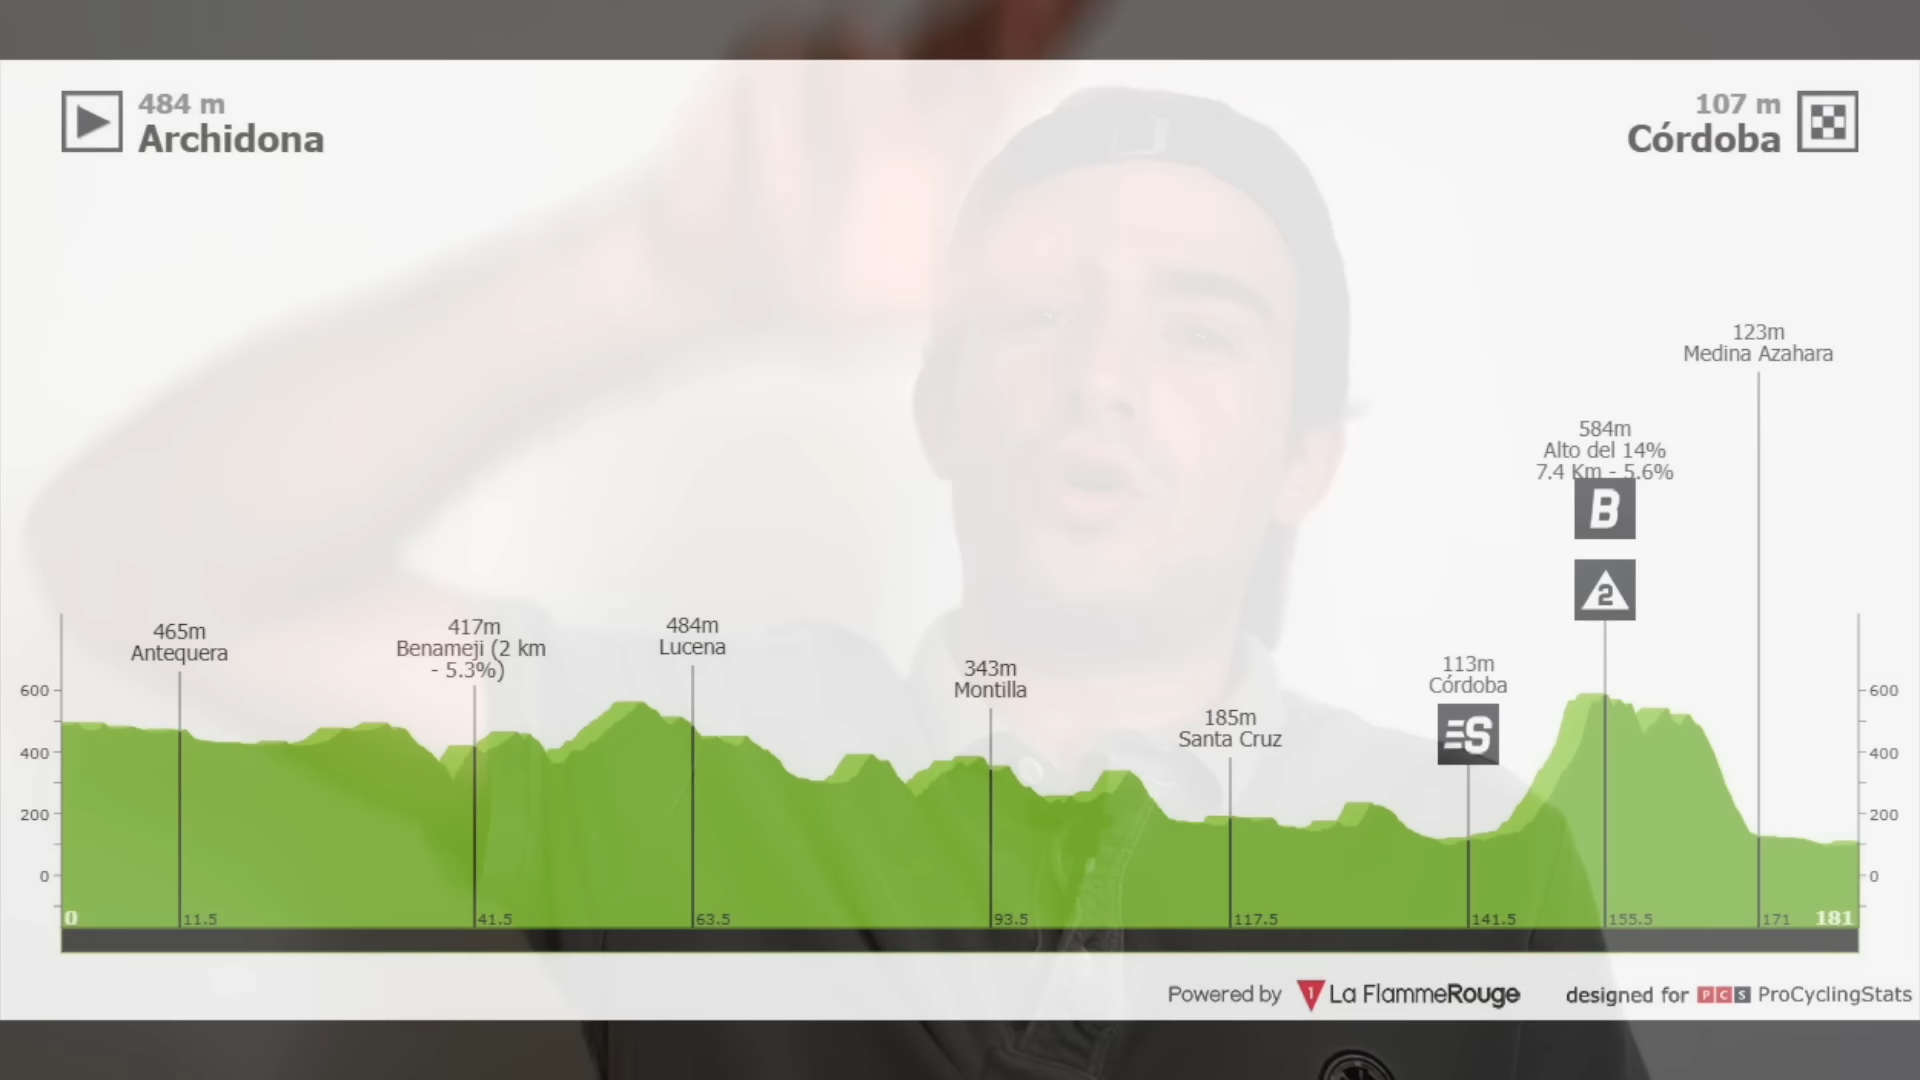 484 m
Archidona
107 m
Córdoba
123m
Medina Azahara
584m
Alto del 14%
7.4 Km - 5.6%
B
2
465m
Antequera
417m
Benameji (2 km
- 5.3%)
484m
Lucena
343m
Montilla
185m
Santa Cruz
113m
Córdoba
S
600
400
200
0
600
400
200
0
0
11.5
41.5
63.5
93.5
117.5
141.5
155.5
171
181
Powered by 1 La FlammeRouge
designed for PCS ProCyclingStats